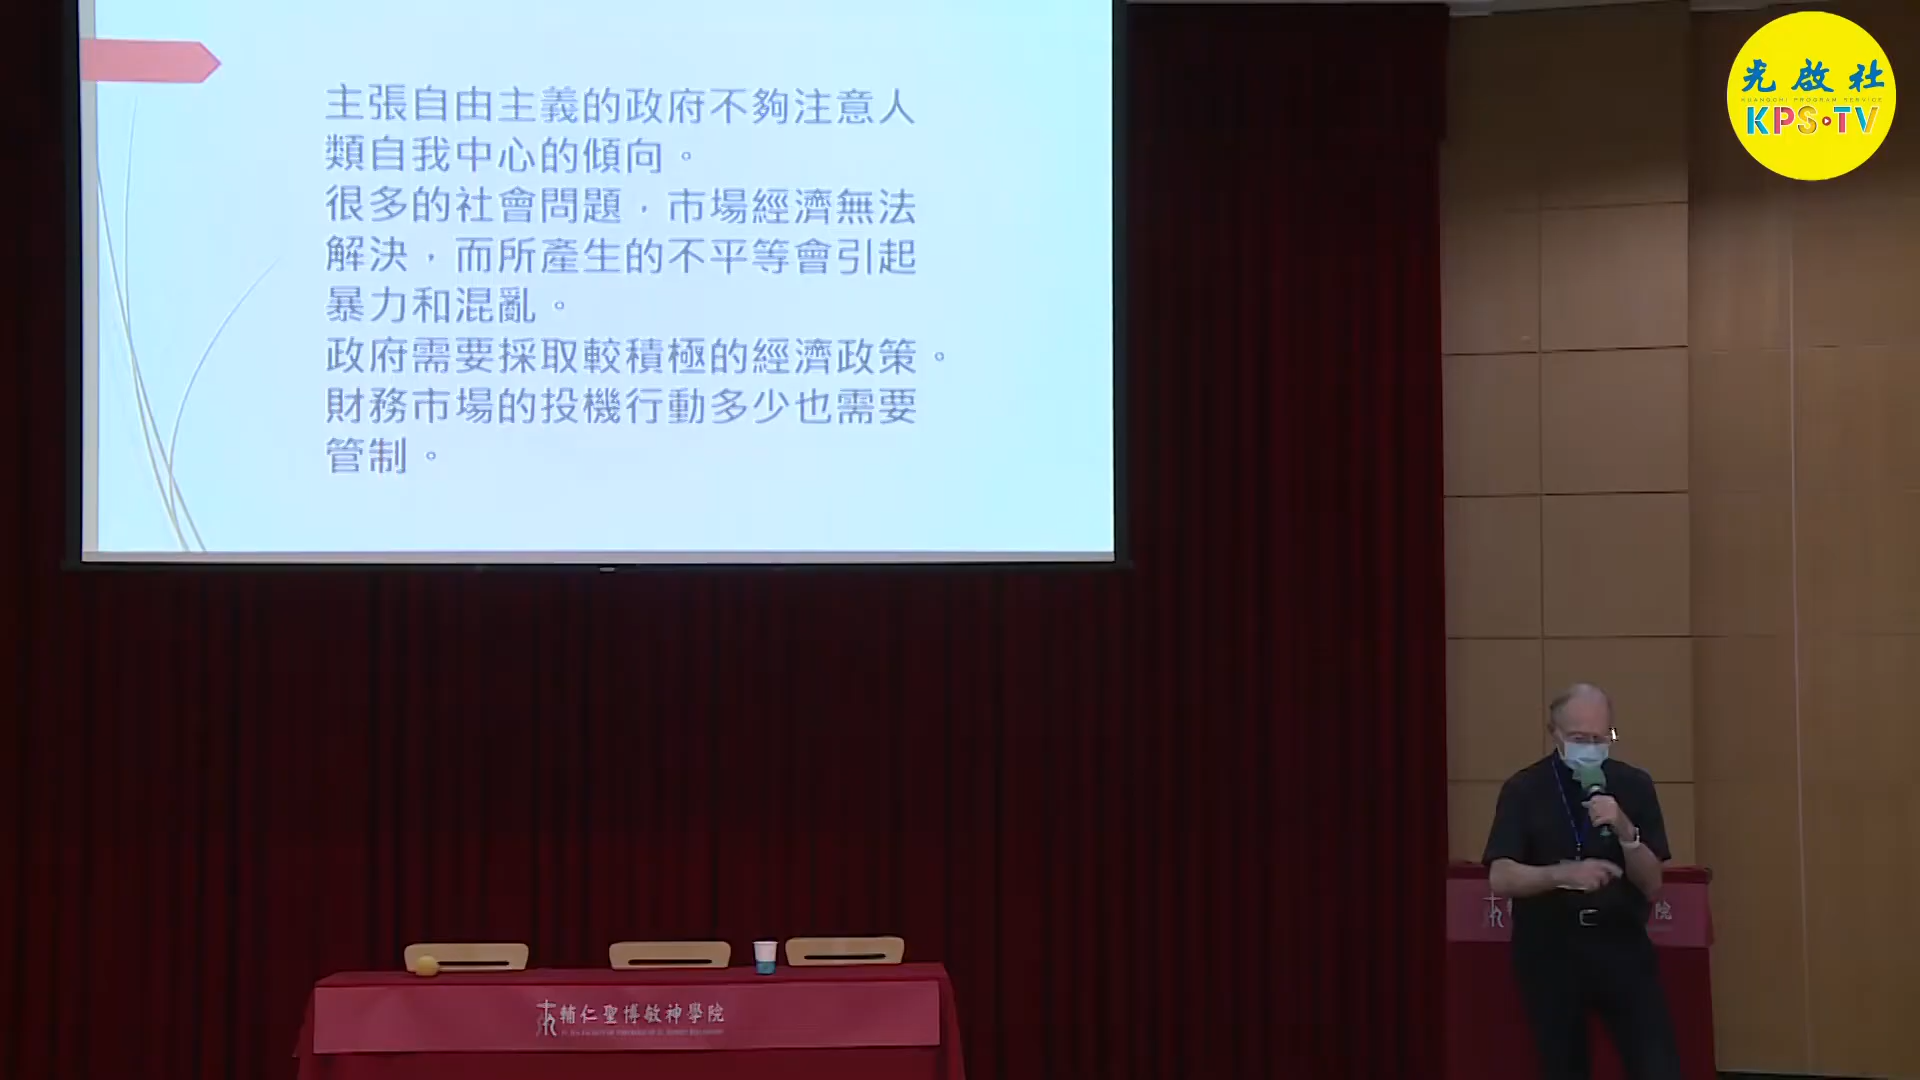 主張自由主義的政府不夠注意人
類自我中心的傾向。
很多的社會問題，市場經濟無法
解決，而所產生的不平等會引起
暴力和混亂。
政府需要採取較積極的經濟政策。
財務市場的投機行動多少也需要
管制。
光啟社
KUANGCHI PROGRAM SERVICE
KPS TV
院
輔仁聖博敏神學院